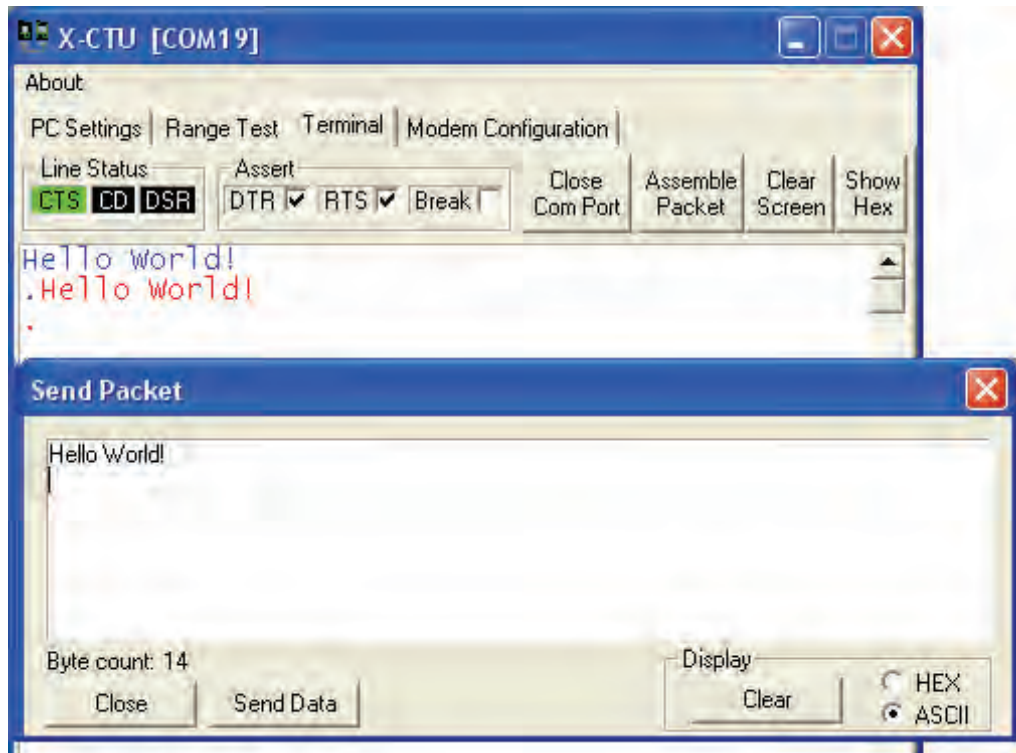 X-CTU [COM19]
About
PC Settings Range Test Terminal Modem Configuration
Line Status Assert
CTS CD DSR DTR RTS Break
Close Com Port
Assemble Packet
Clear Screen
Show Hex
Hello World!
.Hello World!
.
Send Packet
Hello World!
Byte count: 14
Close Send Data
Display
Clear
HEX
ASCII